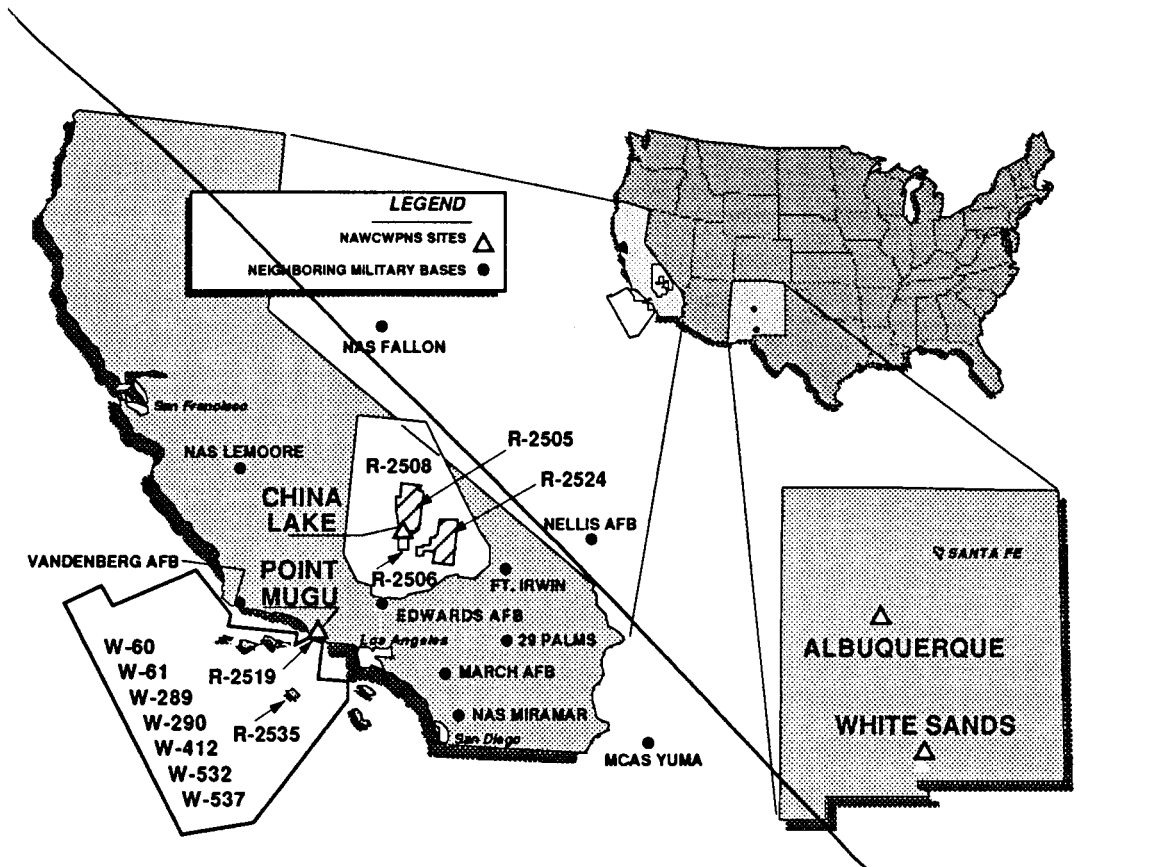 LEGEND
NAWCWPNS SITES
NEIGHBORING MILITARY BASES
NAS FALLON
San Francisco
NAS LEMOORE
R-2508
R-2505
R-2524
CHINA
LAKE
NELLIS AFB
VANDENBERG AFB
POINT
MUGU
R-2506
FT. IRWIN
EDWARDS AFB
Los Angeles
29 PALMS
W-60
W-61
W-289
W-290
W-412
W-532
W-537
R-2519
R-2535
MARCH AFB
NAS MIRAMAR
San Diego
MCAS YUMA
SANTA FE
ALBUQUERQUE
WHITE SANDS